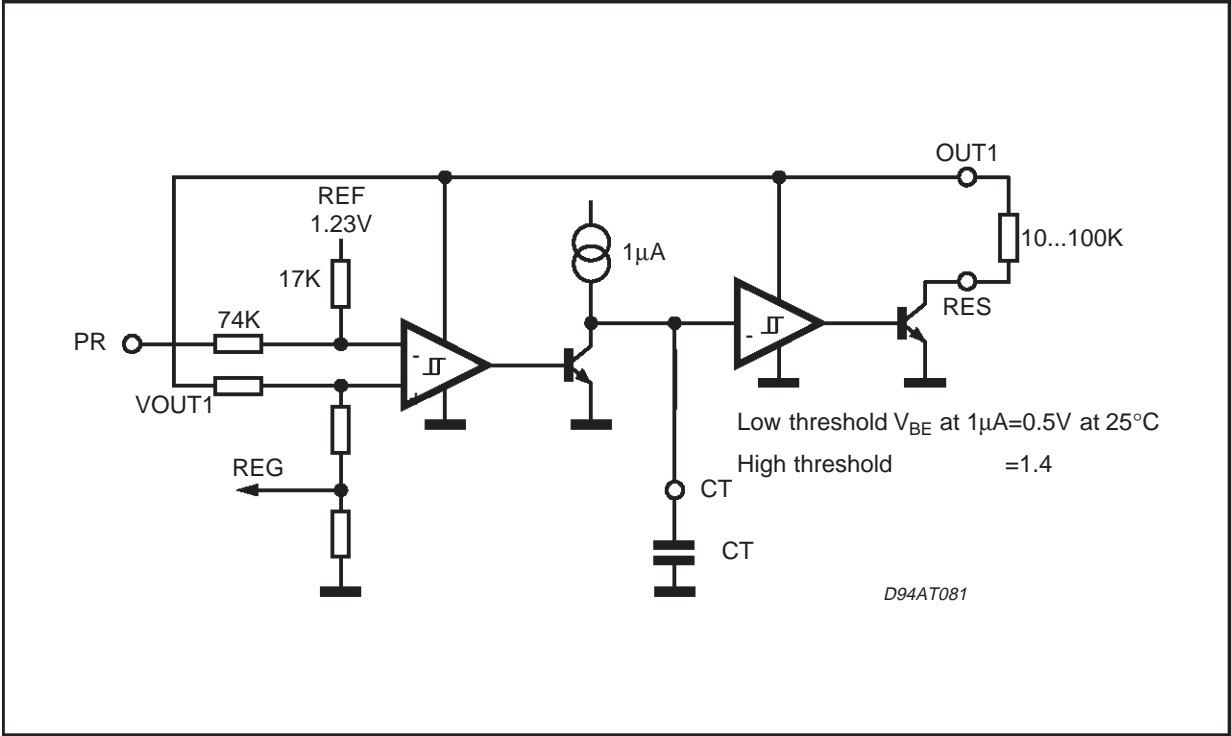 OUT1
REF
1.23V
1µA
10...100K
17K
RES
74K
PR
VOUT1
-
+
-
Low threshold VBE at 1µA=0.5V at 25°C
High threshold =1.4
REG
CT
CT
D94AT081